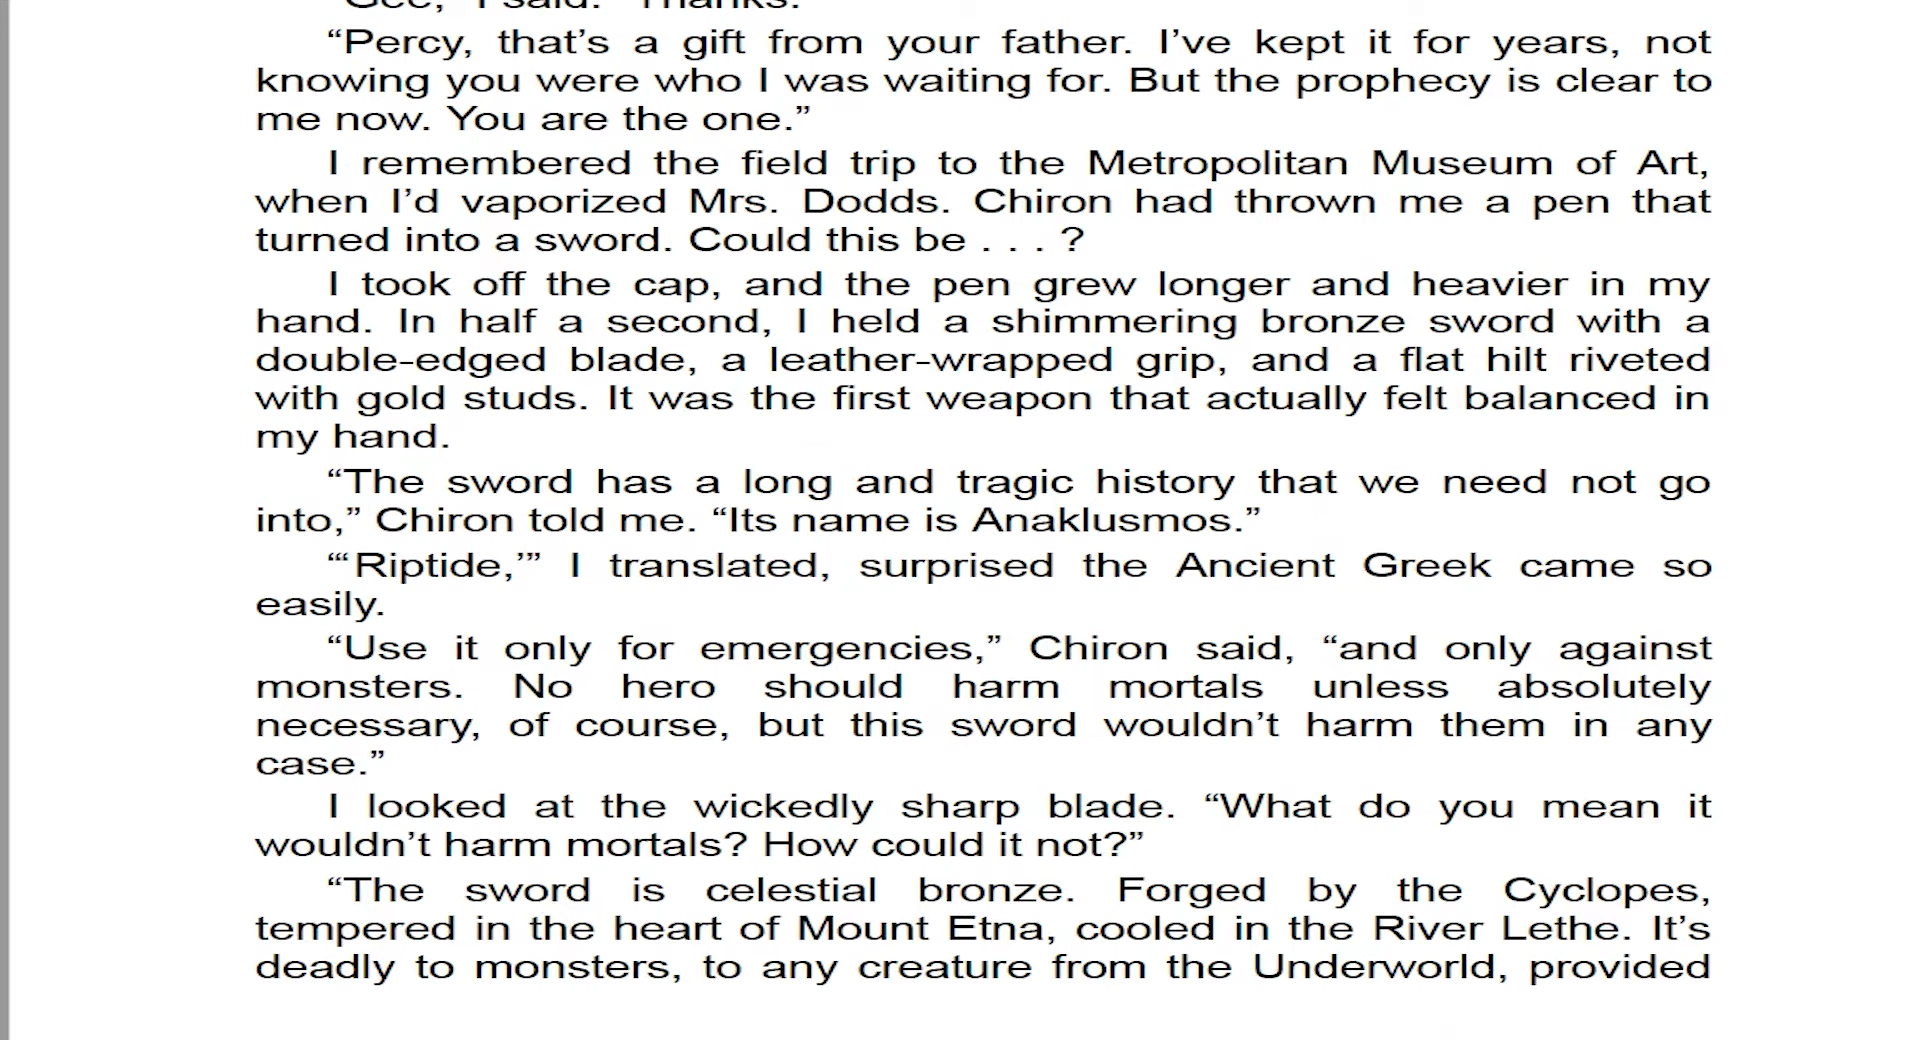 “Gee,” I said. “Thanks.”
“Percy, that’s a gift from your father. I’ve kept it for years, not
knowing you were who I was waiting for. But the prophecy is clear to
me now. You are the one.”
I remembered the field trip to the Metropolitan Museum of Art,
when I’d vaporized Mrs. Dodds. Chiron had thrown me a pen that
turned into a sword. Could this be . . . ?
I took off the cap, and the pen grew longer and heavier in my
hand. In half a second, I held a shimmering bronze sword with a
double-edged blade, a leather-wrapped grip, and a flat hilt riveted
with gold studs. It was the first weapon that actually felt balanced in
my hand.
“The sword has a long and tragic history that we need not go
into,” Chiron told me. “Its name is Anaklusmos.”
“‘Riptide,’” I translated, surprised the Ancient Greek came so
easily.
“Use it only for emergencies,” Chiron said, “and only against
monsters. No hero should harm mortals unless absolutely
necessary, of course, but this sword wouldn’t harm them in any
case.”
I looked at the wickedly sharp blade. “What do you mean it
wouldn’t harm mortals? How could it not?”
“The sword is celestial bronze. Forged by the Cyclopes,
tempered in the heart of Mount Etna, cooled in the River Lethe. It’s
deadly to monsters, to any creature from the Underworld, provided